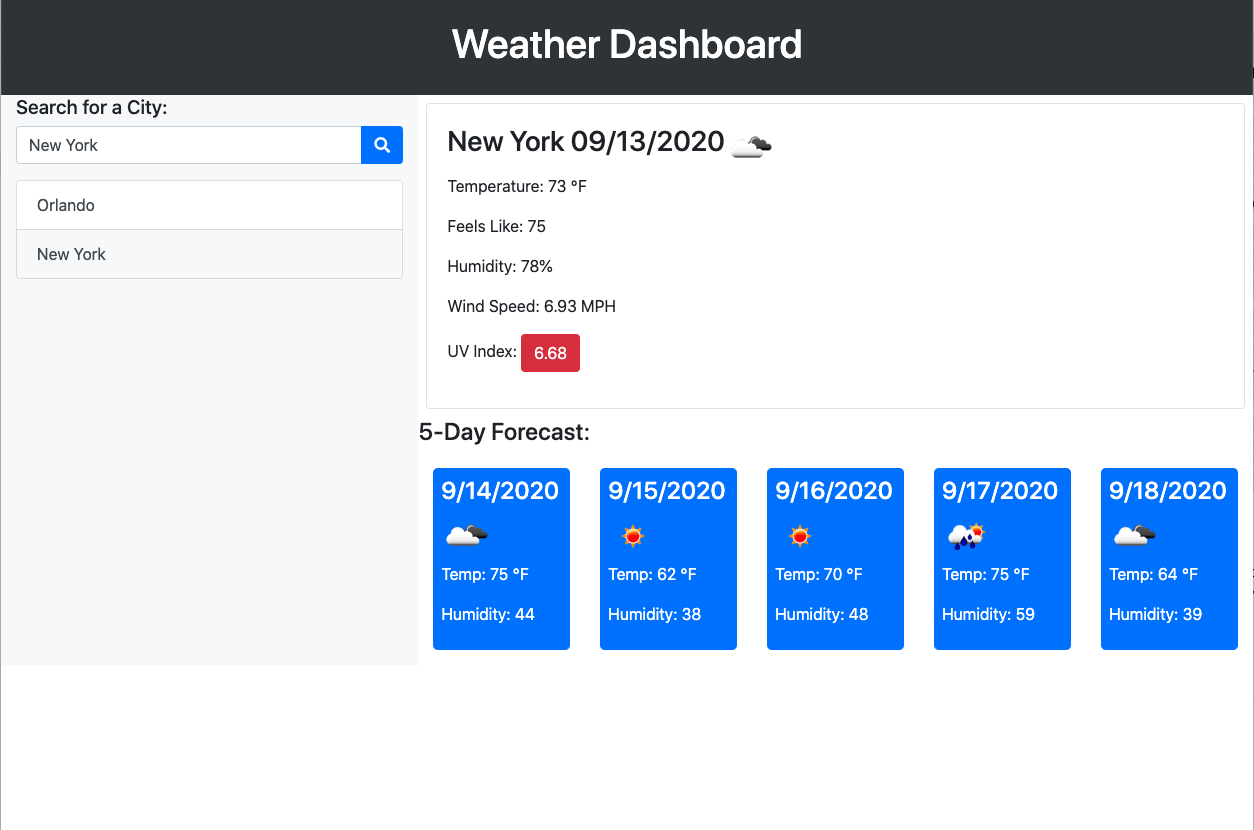 Weather Dashboard
Search for a City:
New York
Orlando
New York
New York 09/13/2020
Temperature: 73 °F
Feels Like: 75
Humidity: 78%
Wind Speed: 6.93 MPH
UV Index: 6.68
5-Day Forecast:
9/14/2020
Temp: 75 °F
Humidity: 44
9/15/2020
Temp: 62 °F
Humidity: 38
9/16/2020
Temp: 70 °F
Humidity: 48
9/17/2020
Temp: 75 °F
Humidity: 59
9/18/2020
Temp: 64 °F
Humidity: 39